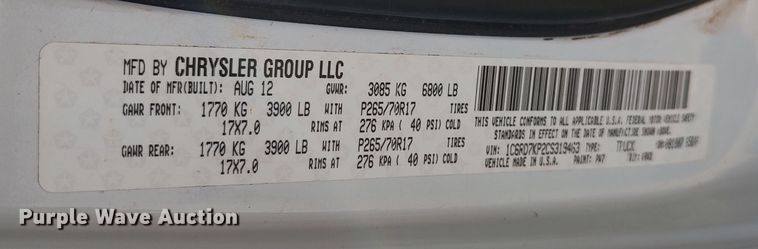 MFD BY CHRYSLER GROUP LLC
DATE OF MFR(BUILT): AUG 12 GVWR: 3085 KG 6800 LB
GAWR FRONT: 1770 KG 3900 LB WITH P265/70R17 TIRES
17X7.0 RIMS AT 276 KPA ( 40 PSI) COLD
GAWR REAR: 1770 KG 3900 LB WITH P265/70R17 TIRES
17X7.0 RIMS AT 276 KPA ( 40 PSI) COLD
THIS VEHICLE CONFORMS TO ALL APPLICABLE U.S.A. FEDERAL MOTOR VEHICLE SAFETY
STANDARDS IN EFFECT ON THE DATE OF MANUFACTURE SHOWN ABOVE.
VIN: 1C6RD7KP2CS319463 TYPE: TRUCK
VEHICLE MADE IN U.S.A. PAINT: PW7
Purple Wave Auction